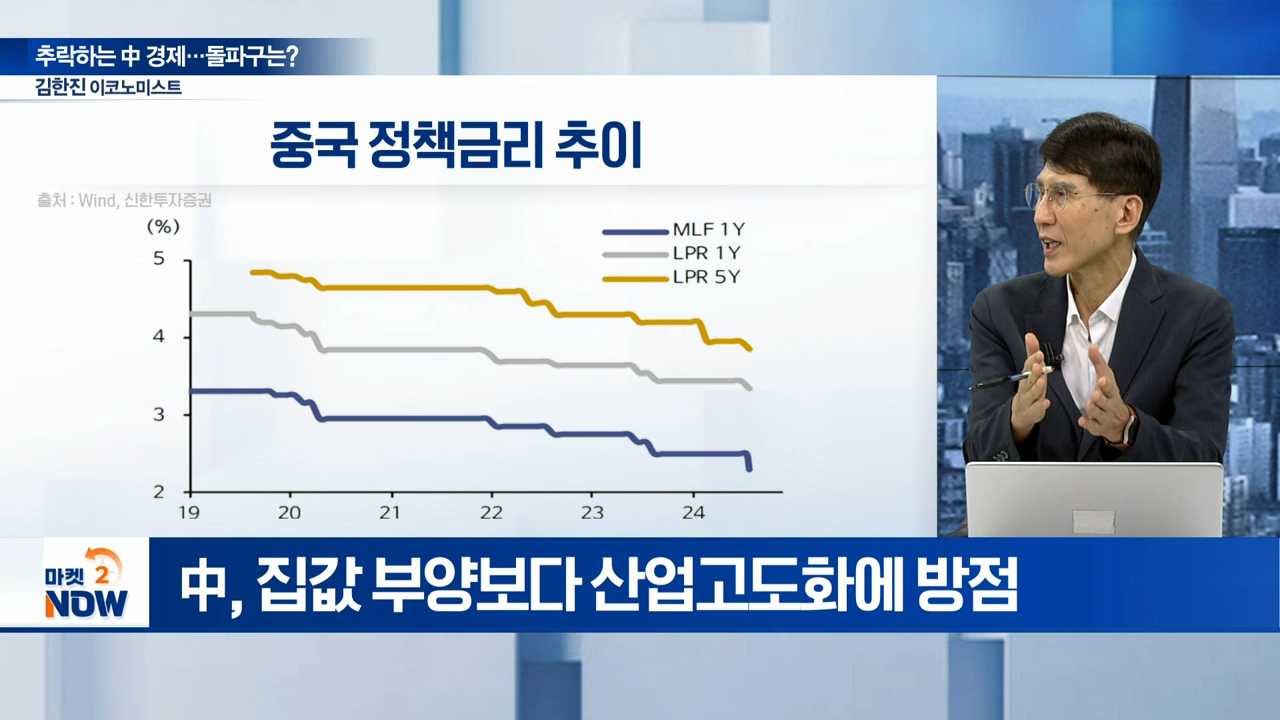 추락하는 中 경제…돌파구는?
김한진 이코노미스트
중국 정책금리 추이
출처 : Wind, 신한투자증권
(%)
MLF 1Y
LPR 1Y
LPR 5Y
5
4
3
2
19 20 21 22 23 24
마켓 2
NOW
中, 집값 부양보다 산업고도화에 방점